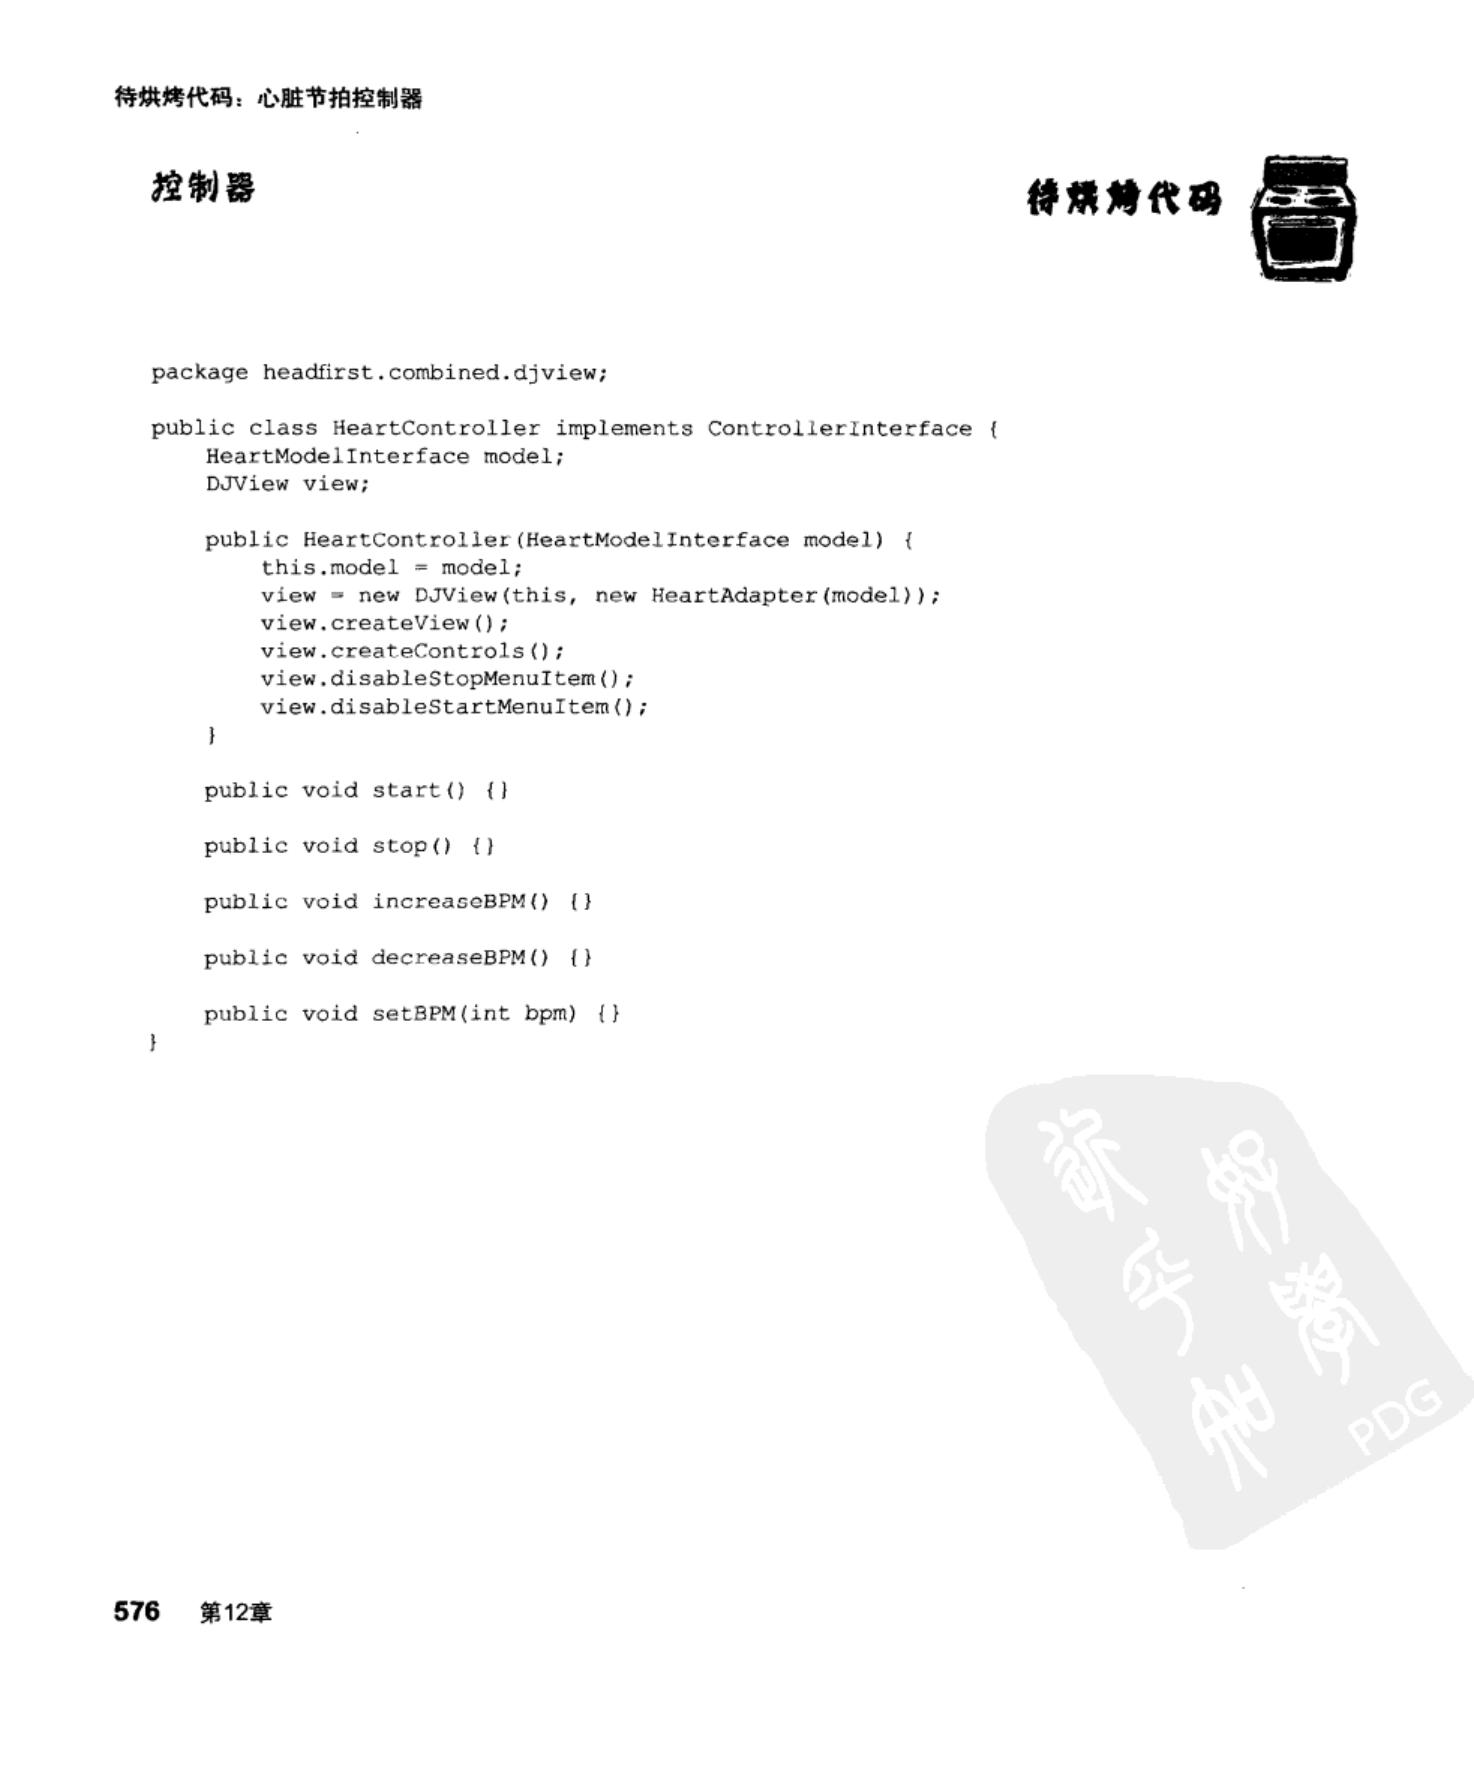 待烘烤代码：心脏节拍控制器
控制器
待烘烤代码
package headfirst.combined.djview;
public class HeartController implements ControllerInterface {
HeartModelInterface model;
DJView view;
public HeartController(HeartModelInterface model) {
this.model = model;
view = new DJView(this, new HeartAdapter(model));
view.createView();
view.createControls();
view.disableStopMenuItem();
view.disableStartMenuItem();
}
public void start() {}
public void stop() {}
public void increaseBPM() {}
public void decreaseBPM() {}
public void setBPM(int bpm) {}
}
PDG
576 第12章